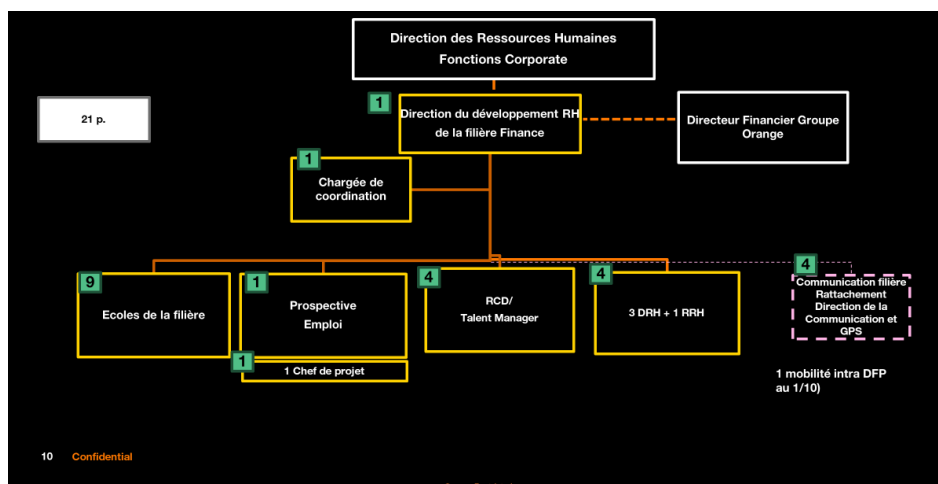 Direction des Ressources Humaines
Fonctions Corporate
1
Direction du développement RH
de la filière Finance
21 p.
Directeur Financier Groupe
Orange
1
Chargée de
coordination
9
Ecoles de la filière
1
Prospective
Emploi
1
1 Chef de projet
4
RCD/
Talent Manager
4
3 DRH + 1 RRH
4
Communication filière
Rattachement
Direction de la
Communication et
GPS
1 mobilité intra DFP
au 1/10)
10
Confidential